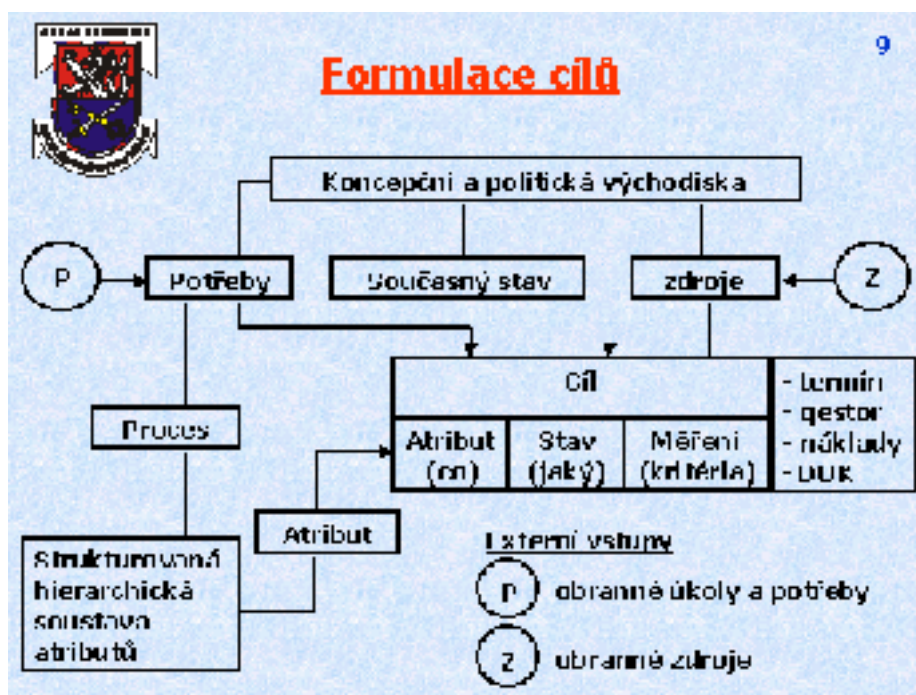 9
Formulace cílů
Koncepční a politická východiska
P
Potřeby
Současný stav
zdroje
Z
Cíl
- termín
- gestor
- náklady
Proces
Atribut
(co)
Stav
(jaký)
Měření
(kritéria)
Atribut
Strukturovaná
hierarchická
soustava
atributů
Externí vstupy
P
obranné úkoly a potřeby
Z
obranné zdroje